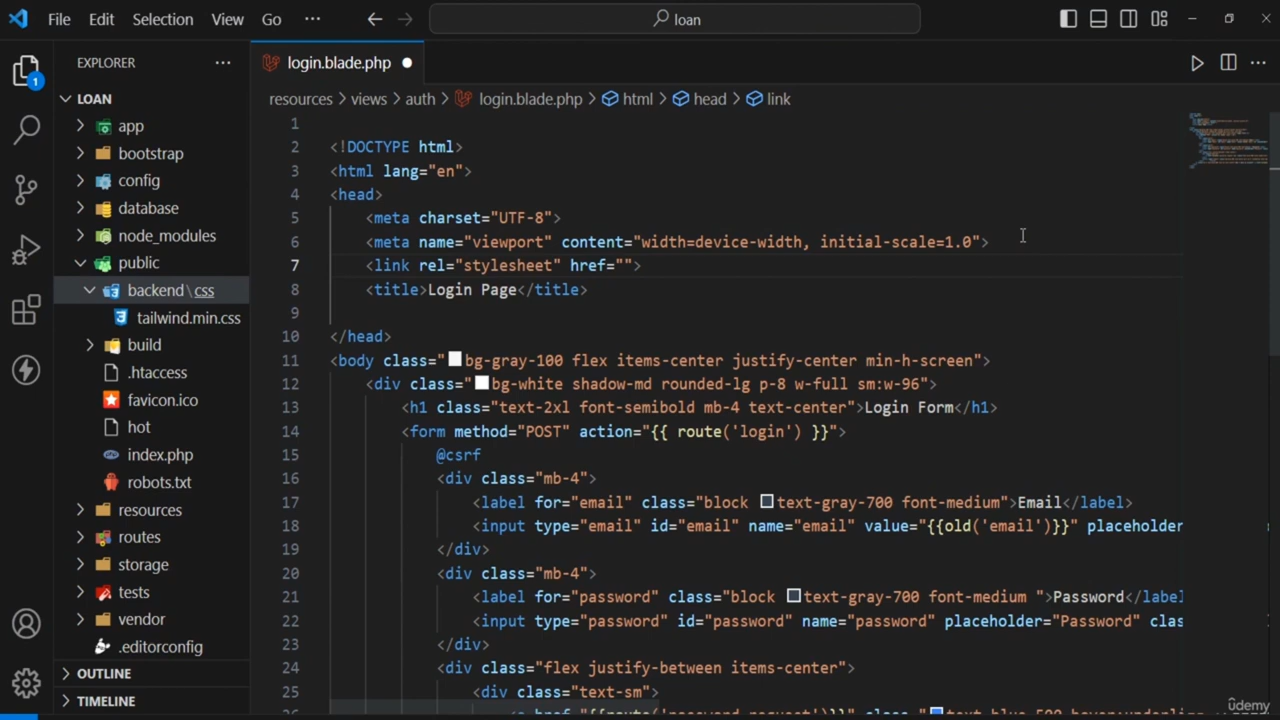 File Edit Selection View Go ··· loan
EXPLORER ···
login.blade.php
1
LOAN
resources > views > auth > login.blade.php > html > head > link
app
bootstrap
config
database
node_modules
public
backend\css
tailwind.min.css
build
.htaccess
favicon.ico
hot
index.php
robots.txt
resources
routes
storage
tests
vendor
.editorconfig
OUTLINE
TIMELINE
1
2 <!DOCTYPE html>
3 <html lang="en">
4 <head>
5 <meta charset="UTF-8">
6 <meta name="viewport" content="width=device-width, initial-scale=1.0">
7 <link rel="stylesheet" href="">
8 <title>Login Page</title>
9
10 </head>
11 <body class="bg-gray-100 flex items-center justify-center min-h-screen">
12 <div class="bg-white shadow-md rounded-lg p-8 w-full sm:w-96">
13 <h1 class="text-2xl font-semibold mb-4 text-center">Login Form</h1>
14 <form method="POST" action="{{ route('login') }}">
15 @csrf
16 <div class="mb-4">
17 <label for="email" class="block text-gray-700 font-medium">Email</label>
18 <input type="email" id="email" name="email" value="{{old('email')}}" placeholder
19 </div>
20 <div class="mb-4">
21 <label for="password" class="block text-gray-700 font-medium ">Password</label
22 <input type="password" id="password" name="password" placeholder="Password" clas
23 </div>
24 <div class="flex justify-between items-center">
25 <div class="text-sm">
ûdemy